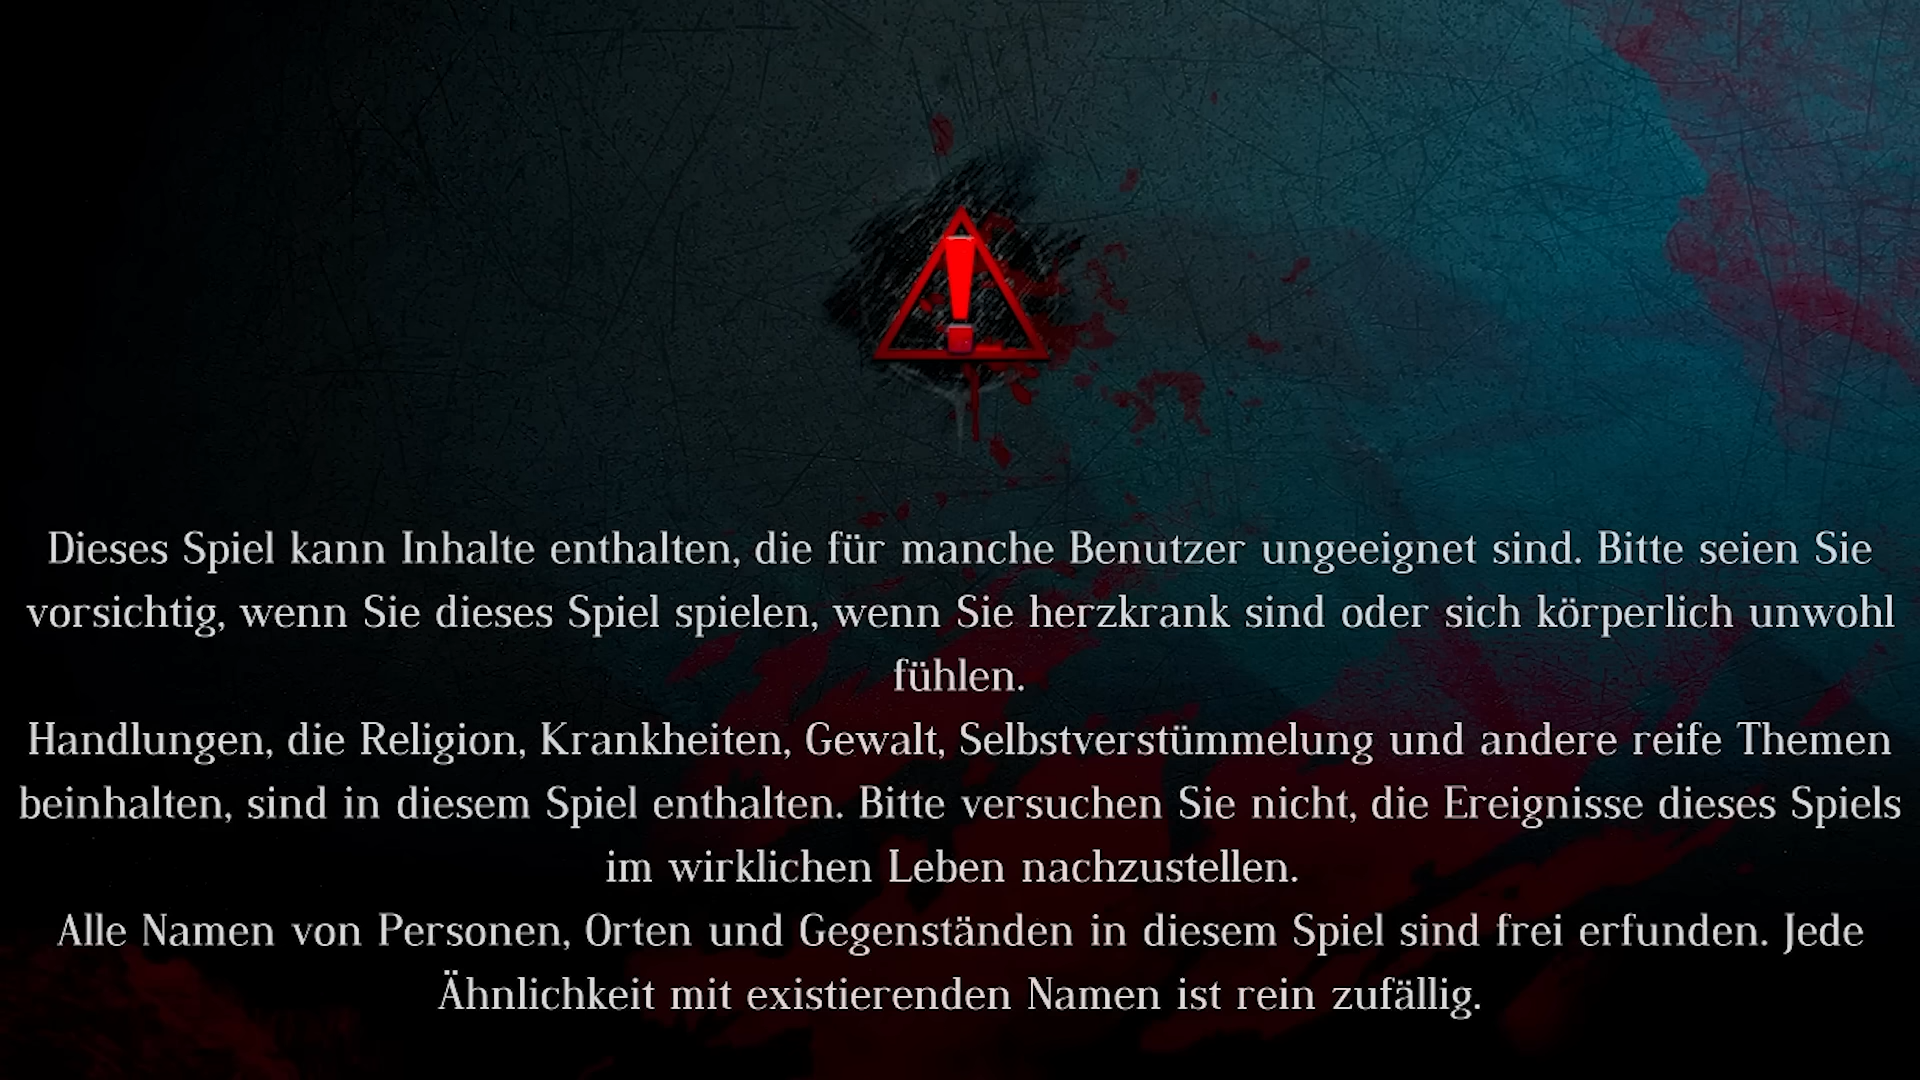 Dieses Spiel kann Inhalte enthalten, die für manche Benutzer ungeeignet sind. Bitte seien Sie
vorsichtig, wenn Sie dieses Spiel spielen, wenn Sie herzkrank sind oder sich körperlich unwohl
fühlen.
Handlungen, die Religion, Krankheiten, Gewalt, Selbstverstümmelung und andere reife Themen
beinhalten, sind in diesem Spiel enthalten. Bitte versuchen Sie nicht, die Ereignisse dieses Spiels
im wirklichen Leben nachzustellen.
Alle Namen von Personen, Orten und Gegenständen in diesem Spiel sind frei erfunden. Jede
Ähnlichkeit mit existierenden Namen ist rein zufällig.